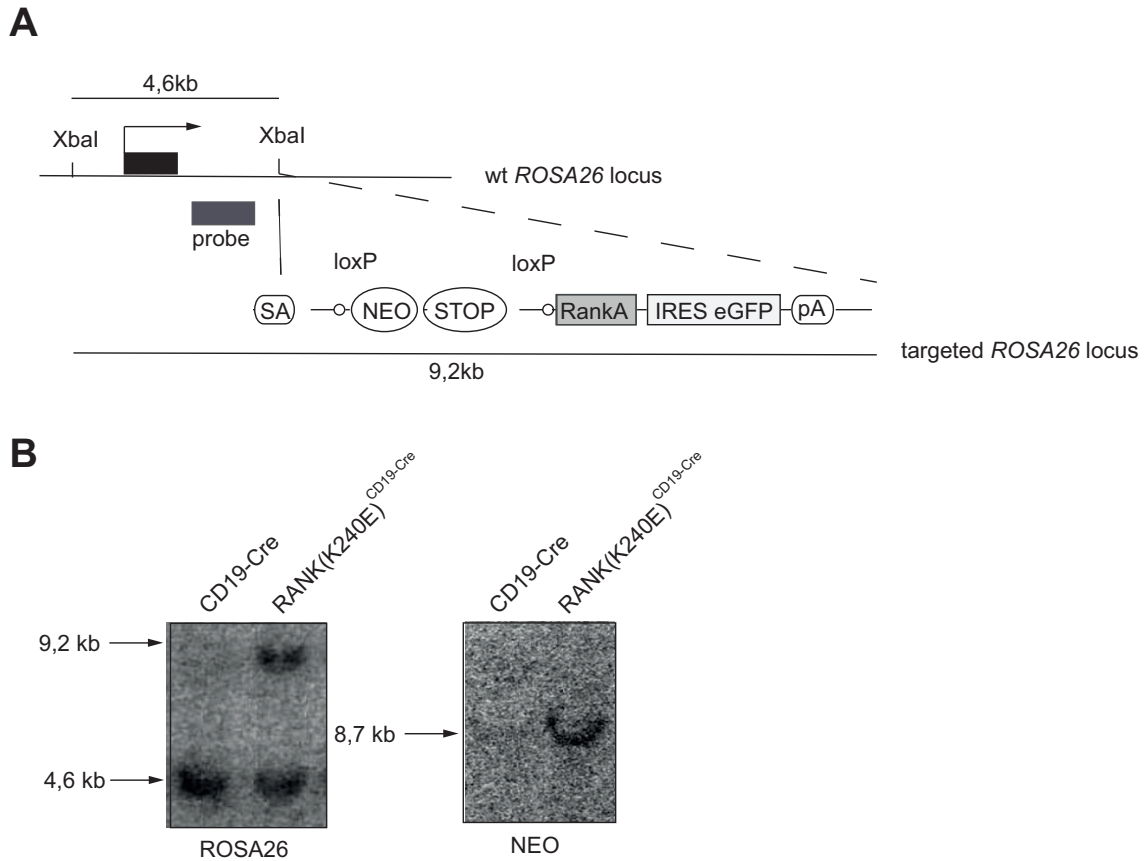 A
4,6kb
XbaI
XbaI
wt ROSA26 locus
probe
loxP
loxP
SA
NEO
STOP
RankA
IRES eGFP
pA
targeted ROSA26 locus
9,2kb
B
CD19-Cre
RANK(K240E)CD19-Cre
CD19-Cre
RANK(K240E)CD19-Cre
9,2 kb
8,7 kb
4,6 kb
ROSA26
NEO